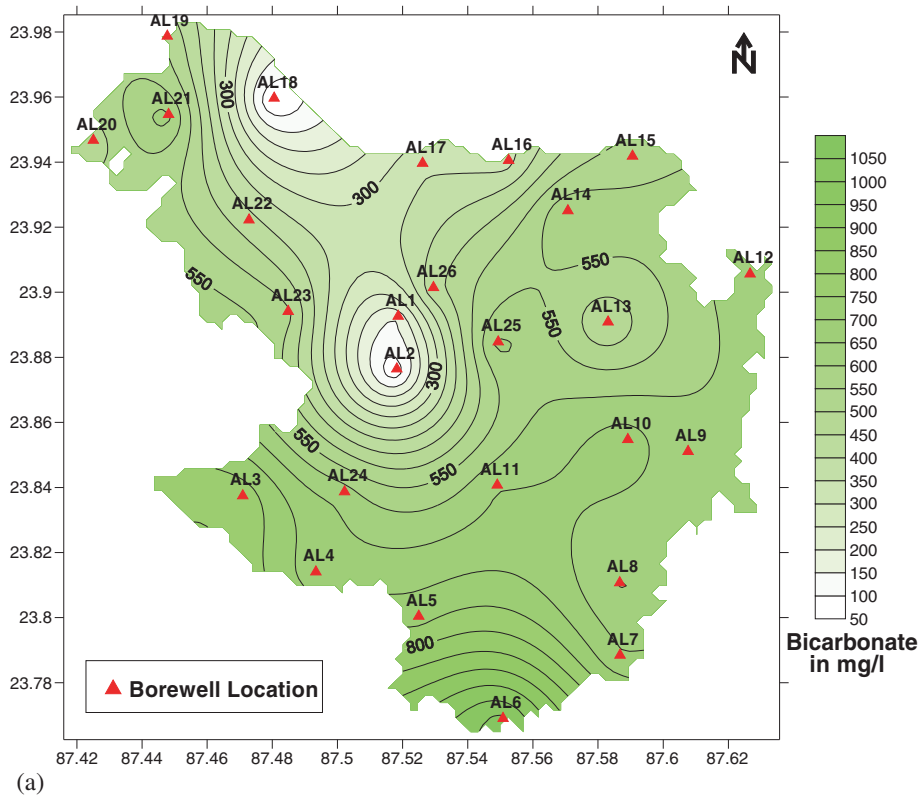 AL19
23.98
N
AL18
300
23.96
AL21
AL20
AL17
AL16
AL15
23.94
300
AL14
AL22
23.92
550
AL12
550
AL26
23.9
AL23
AL1
AL13
550
AL25
23.88
AL2
300
23.86
AL10
550
AL9
550
AL24
AL11
AL3
23.84
23.82
AL4
AL8
AL5
23.8
800
AL7
23.78
AL6
Borewell Location
87.42 87.44 87.46 87.48 87.5 87.52 87.54 87.56 87.58 87.6 87.62
1050
1000
950
900
850
800
750
700
650
600
550
500
450
400
350
300
250
200
150
100
50
Bicarbonate
in mg/l
(a)